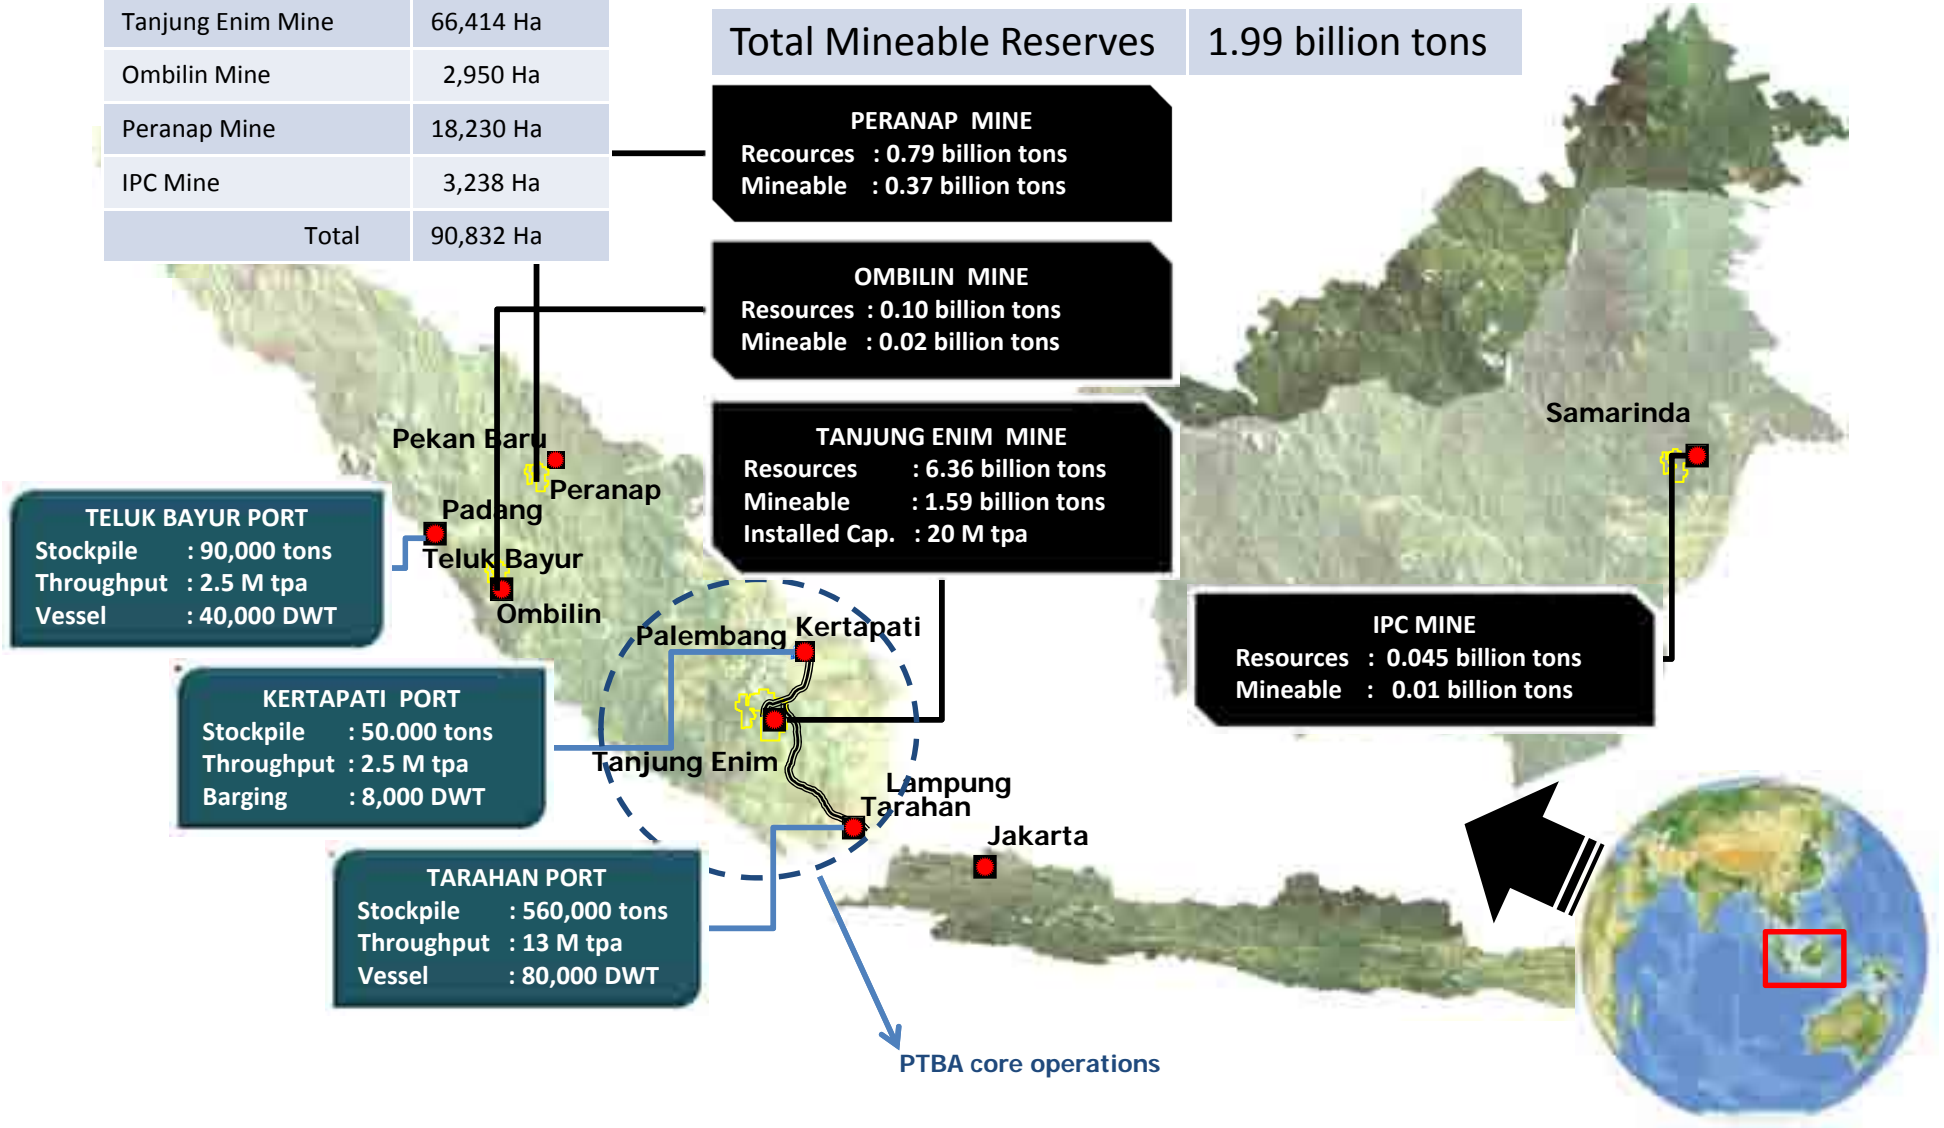 Tanjung Enim Mine 66,414 Ha
Ombilin Mine 2,950 Ha
Peranap Mine 18,230 Ha
IPC Mine 3,238 Ha
Total 90,832 Ha
Total Mineable Reserves 1.99 billion tons
PERANAP MINE
Recources : 0.79 billion tons
Mineable : 0.37 billion tons
OMBILIN MINE
Resources : 0.10 billion tons
Mineable : 0.02 billion tons
TANJUNG ENIM MINE
Resources : 6.36 billion tons
Mineable : 1.59 billion tons
Installed Cap. : 20 M tpa
Samarinda
IPC MINE
Resources : 0.045 billion tons
Mineable : 0.01 billion tons
Pekan Baru
Peranap
Padang
Teluk Bayur
Ombilin
TELUK BAYUR PORT
Stockpile : 90,000 tons
Throughput : 2.5 M tpa
Vessel : 40,000 DWT
Palembang
Kertapati
KERTAPATI PORT
Stockpile : 50.000 tons
Throughput : 2.5 M tpa
Barging : 8,000 DWT
Tanjung Enim
Lampung
Tarahan
Jakarta
TARAHAN PORT
Stockpile : 560,000 tons
Throughput : 13 M tpa
Vessel : 80,000 DWT
PTBA core operations